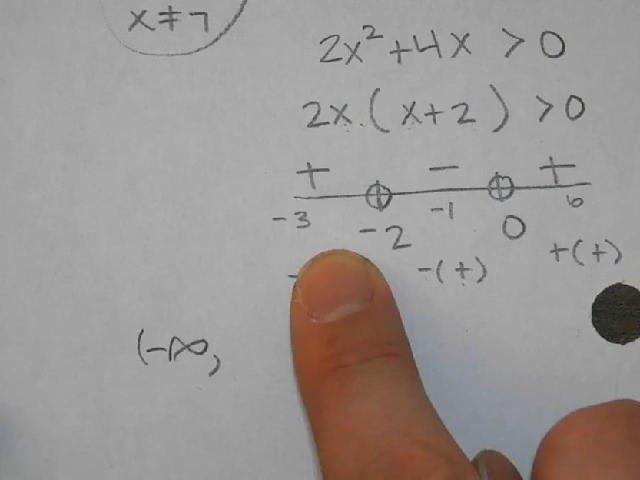 x ≠ 7
2x² + 4x > 0
2x (x + 2) > 0
+ - +
-3 -2 -1 0 6
- -(+) +(+)
(-∞,